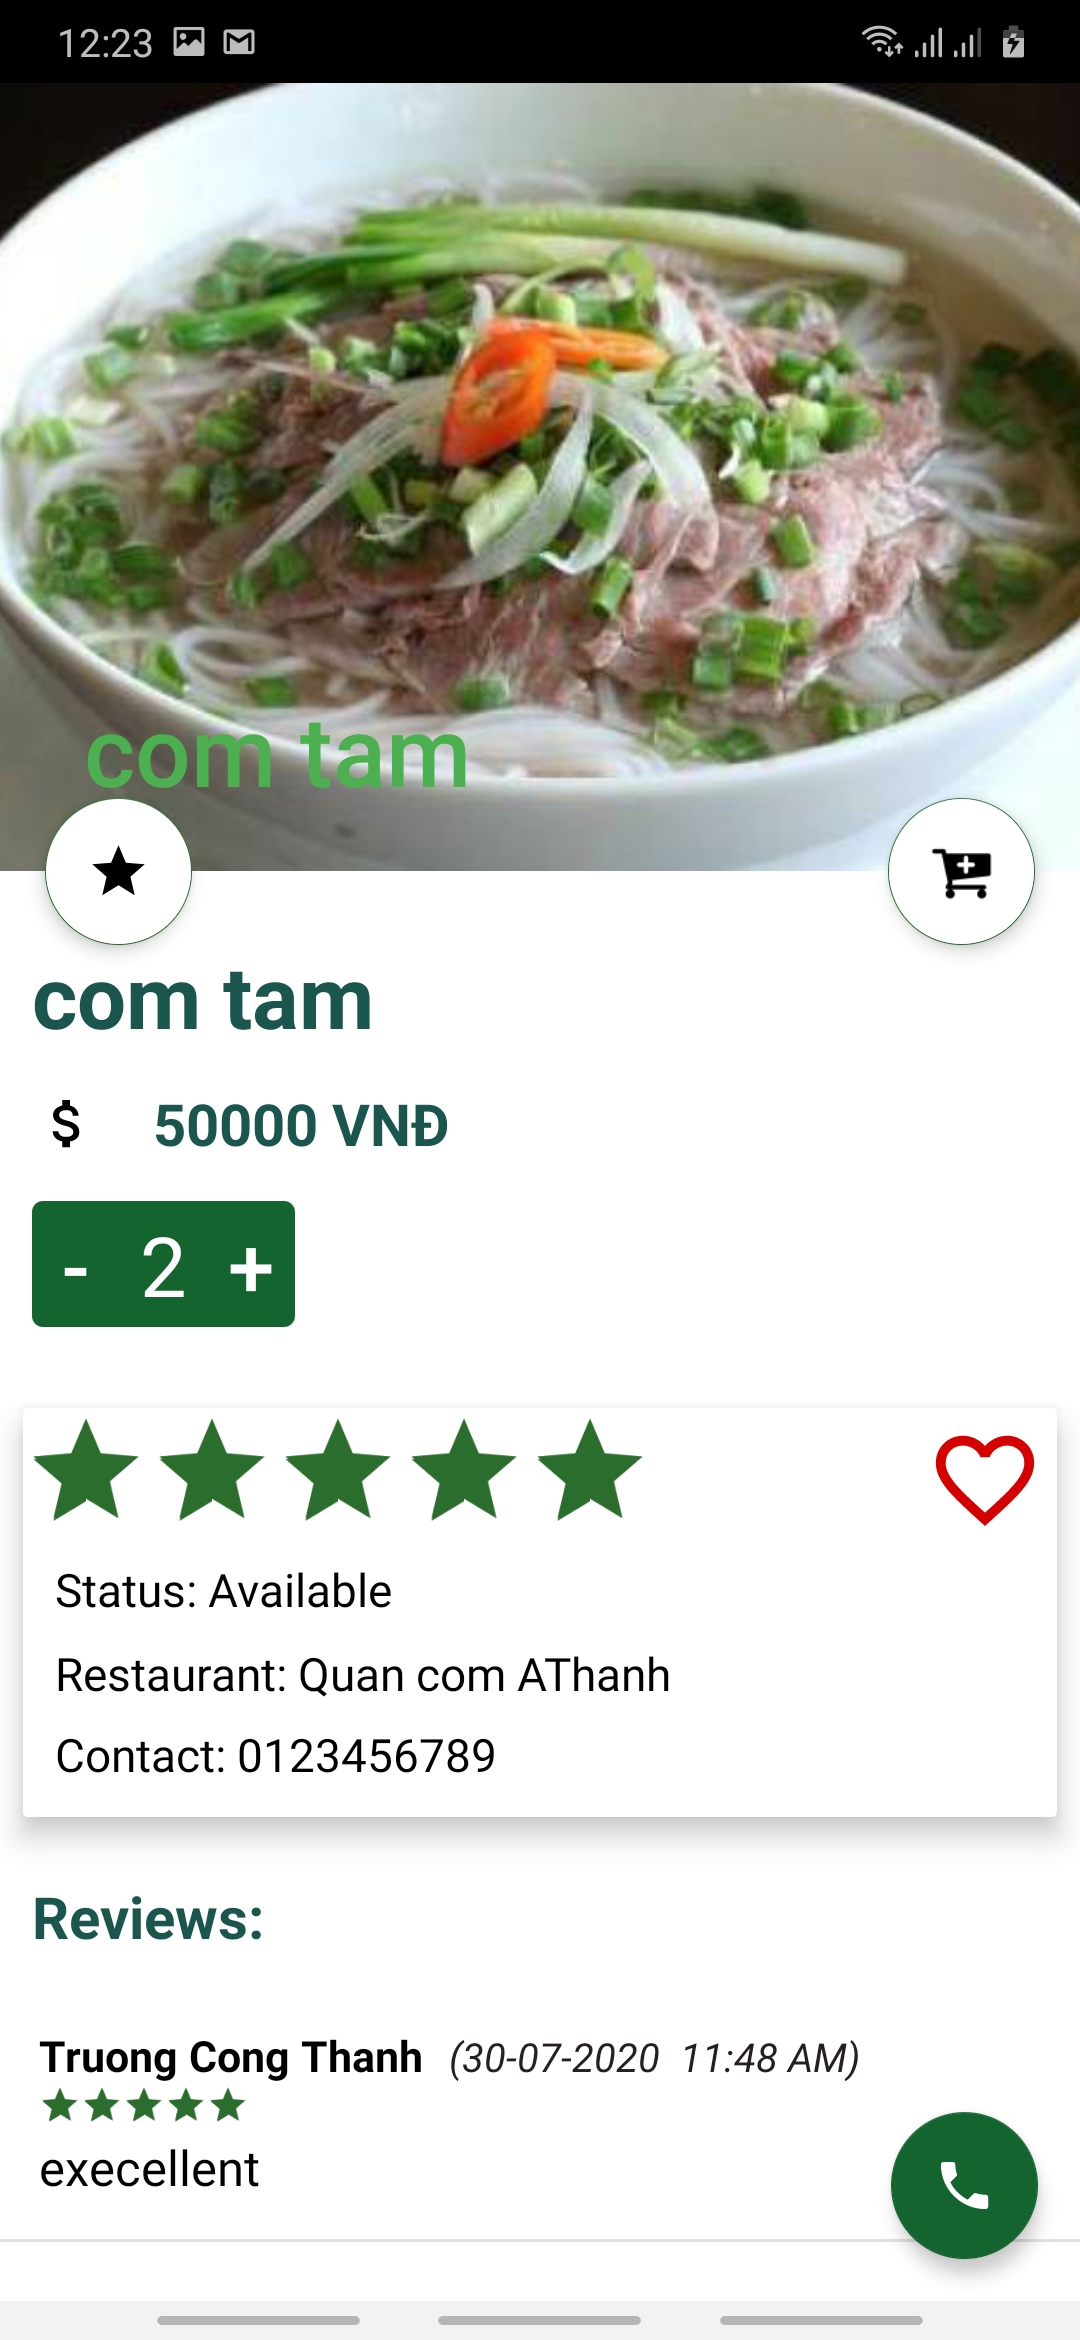 12:23
com tam
com tam
$ 50000 VNĐ
- 2 +
Status: Available
Restaurant: Quan com AThanh
Contact: 0123456789
Reviews:
Truong Cong Thanh (30-07-2020 11:48 AM)
execellent